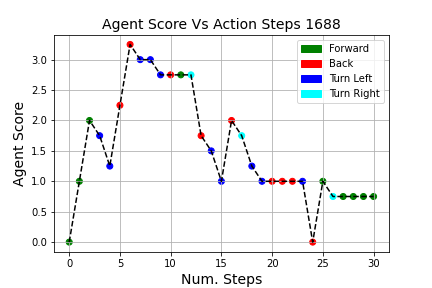 Agent Score Vs Action Steps 1688
Agent Score
3.0
2.5
2.0
1.5
1.0
0.5
0.0
Forward
Back
Turn Left
Turn Right
0 5 10 15 20 25 30
Num. Steps